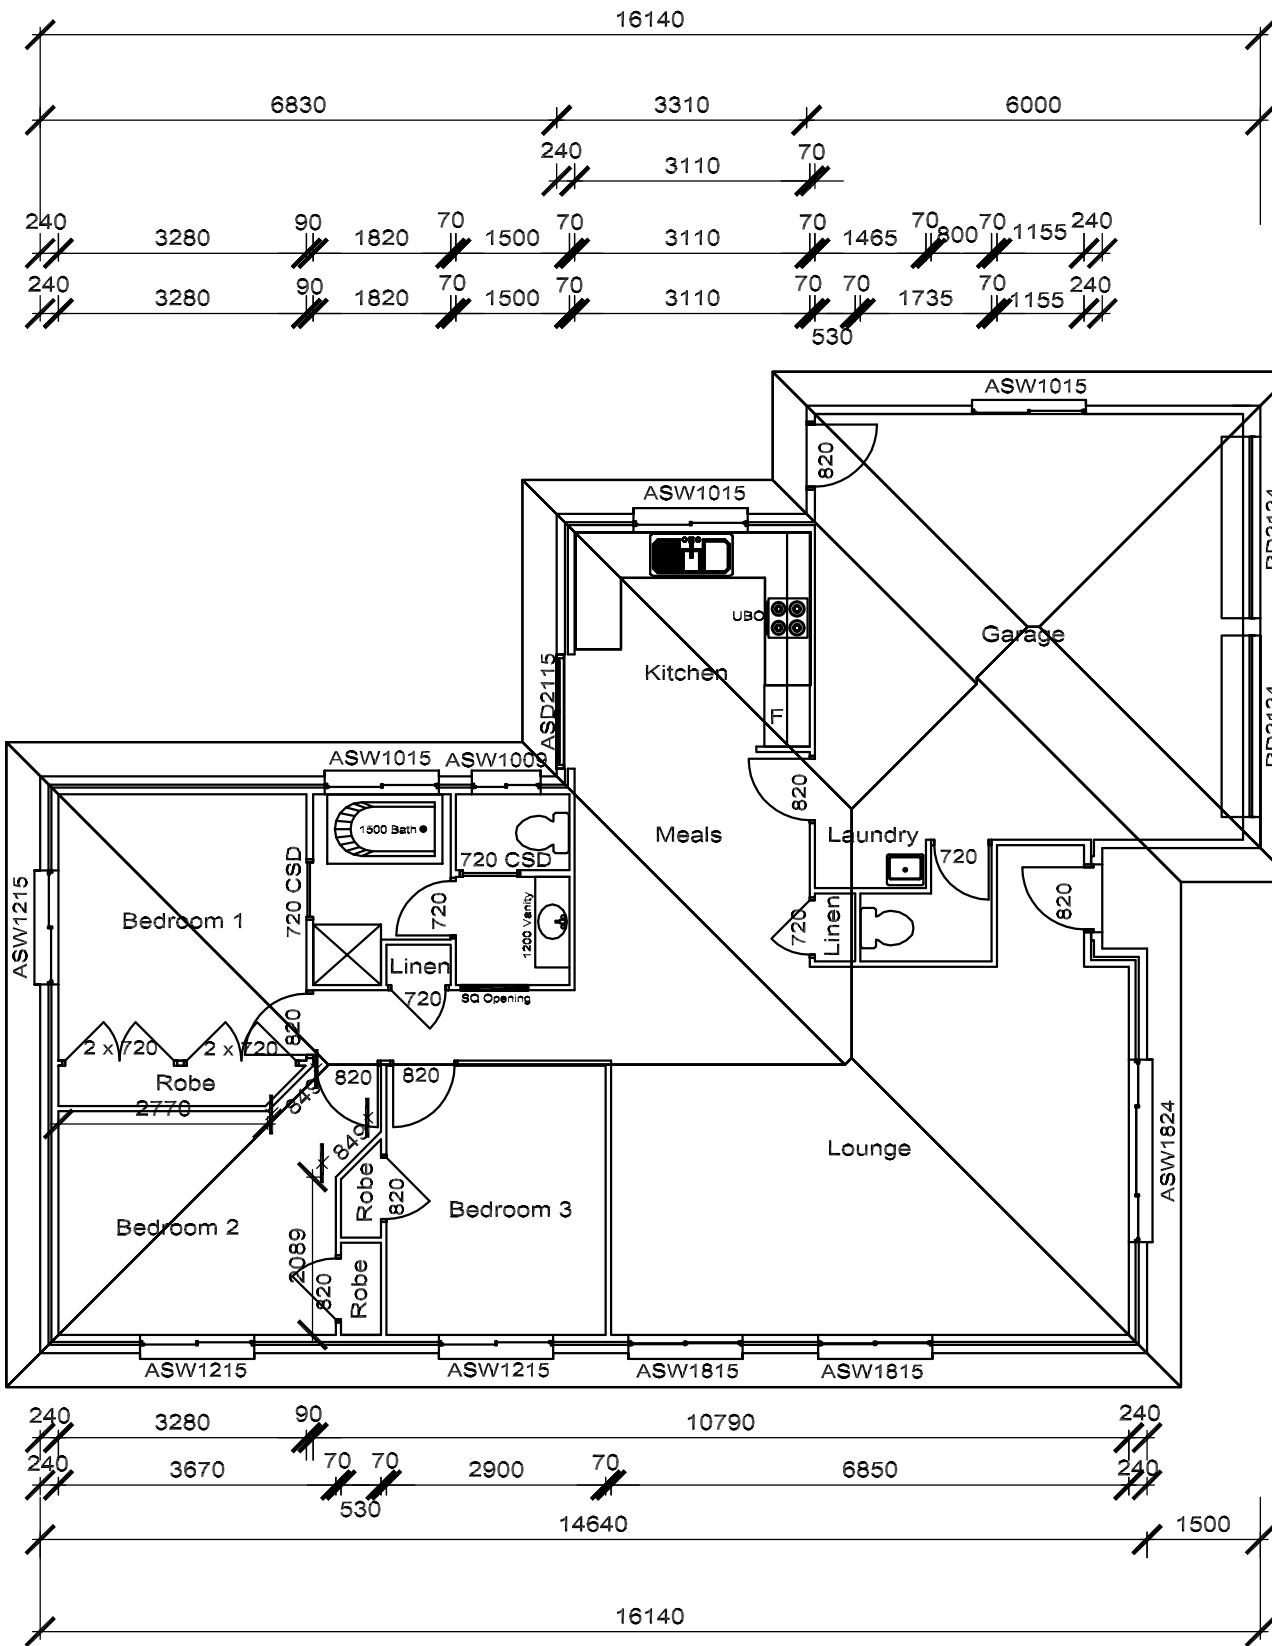 16140
6830 3310 6000
240 3110 70
240 3280 90 1820 70 1500 70 3110 70 1465 70 800 70 1155 240
240 3280 90 1820 70 1500 70 3110 70 530 70 1735 70 1155 240
ASW1015
820
ASW1015
UBO
Garage
Kitchen
ASD2115
F
ASW1015 ASW1009
820
1500 Bath
Meals
Laundry
720 CSD
720
720 CSD
820
ASW1215
Bedroom 1
720
1200 Vanity
720
Linen
Linen
720
SQ Opening
820
2 x 720 2 x 720
Robe
820 820
2770
849
849
ASW1824
Lounge
Robe
820
Bedroom 3
Bedroom 2
2089
820
Robe
ASW1215 ASW1215 ASW1815 ASW1815
240 3280 90 10790 240
240 3670 70 530 70 2900 70 6850 240
14640 1500
16140